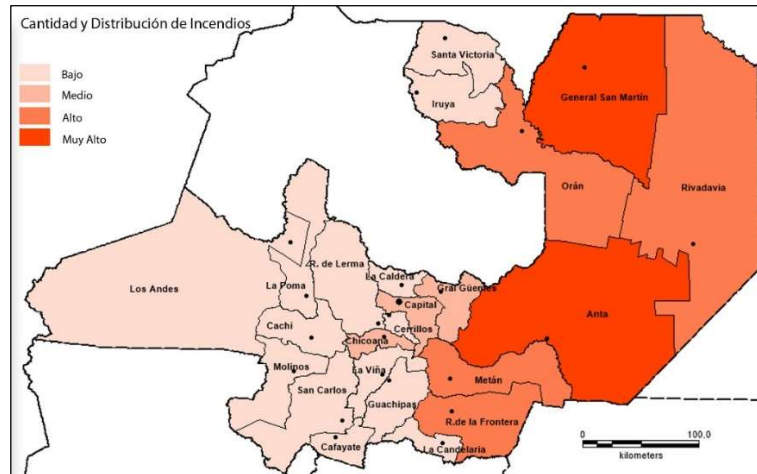 Cantidad y Distribución de Incendios
Bajo
Medio
Alto
Muy Alto
Santa Victoria
Iruya
General San Martín
Orán
Rivadavia
Los Andes
R. de Lerma
La Poma
La Caldera
Gral Güemes
Capital
Cachi
Cerrillos
Chicoana
Anta
Molinos
La Viña
Metán
San Carlos
Guachipas
R.de la Frontera
Cafayate
La Candelaria
0 100,0
kilometers